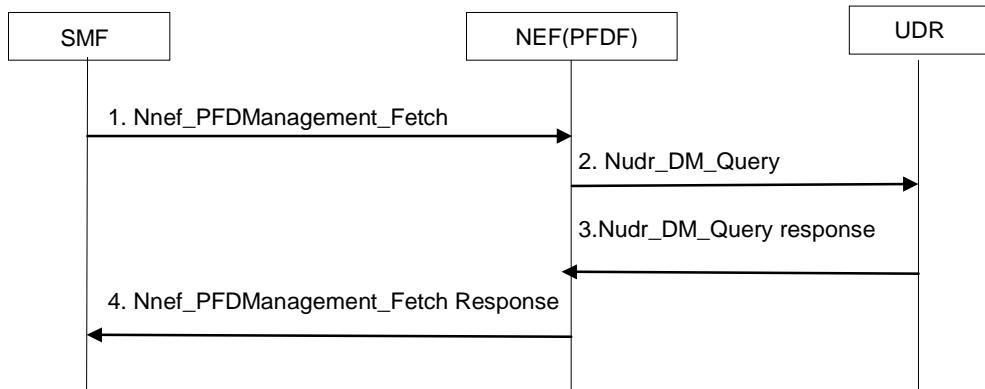 SMF
NEF(PFDF)
UDR
1. Nnef_PFDManagement_Fetch
2. Nudr_DM_Query
3.Nudr_DM_Query response
4. Nnef_PFDManagement_Fetch Response